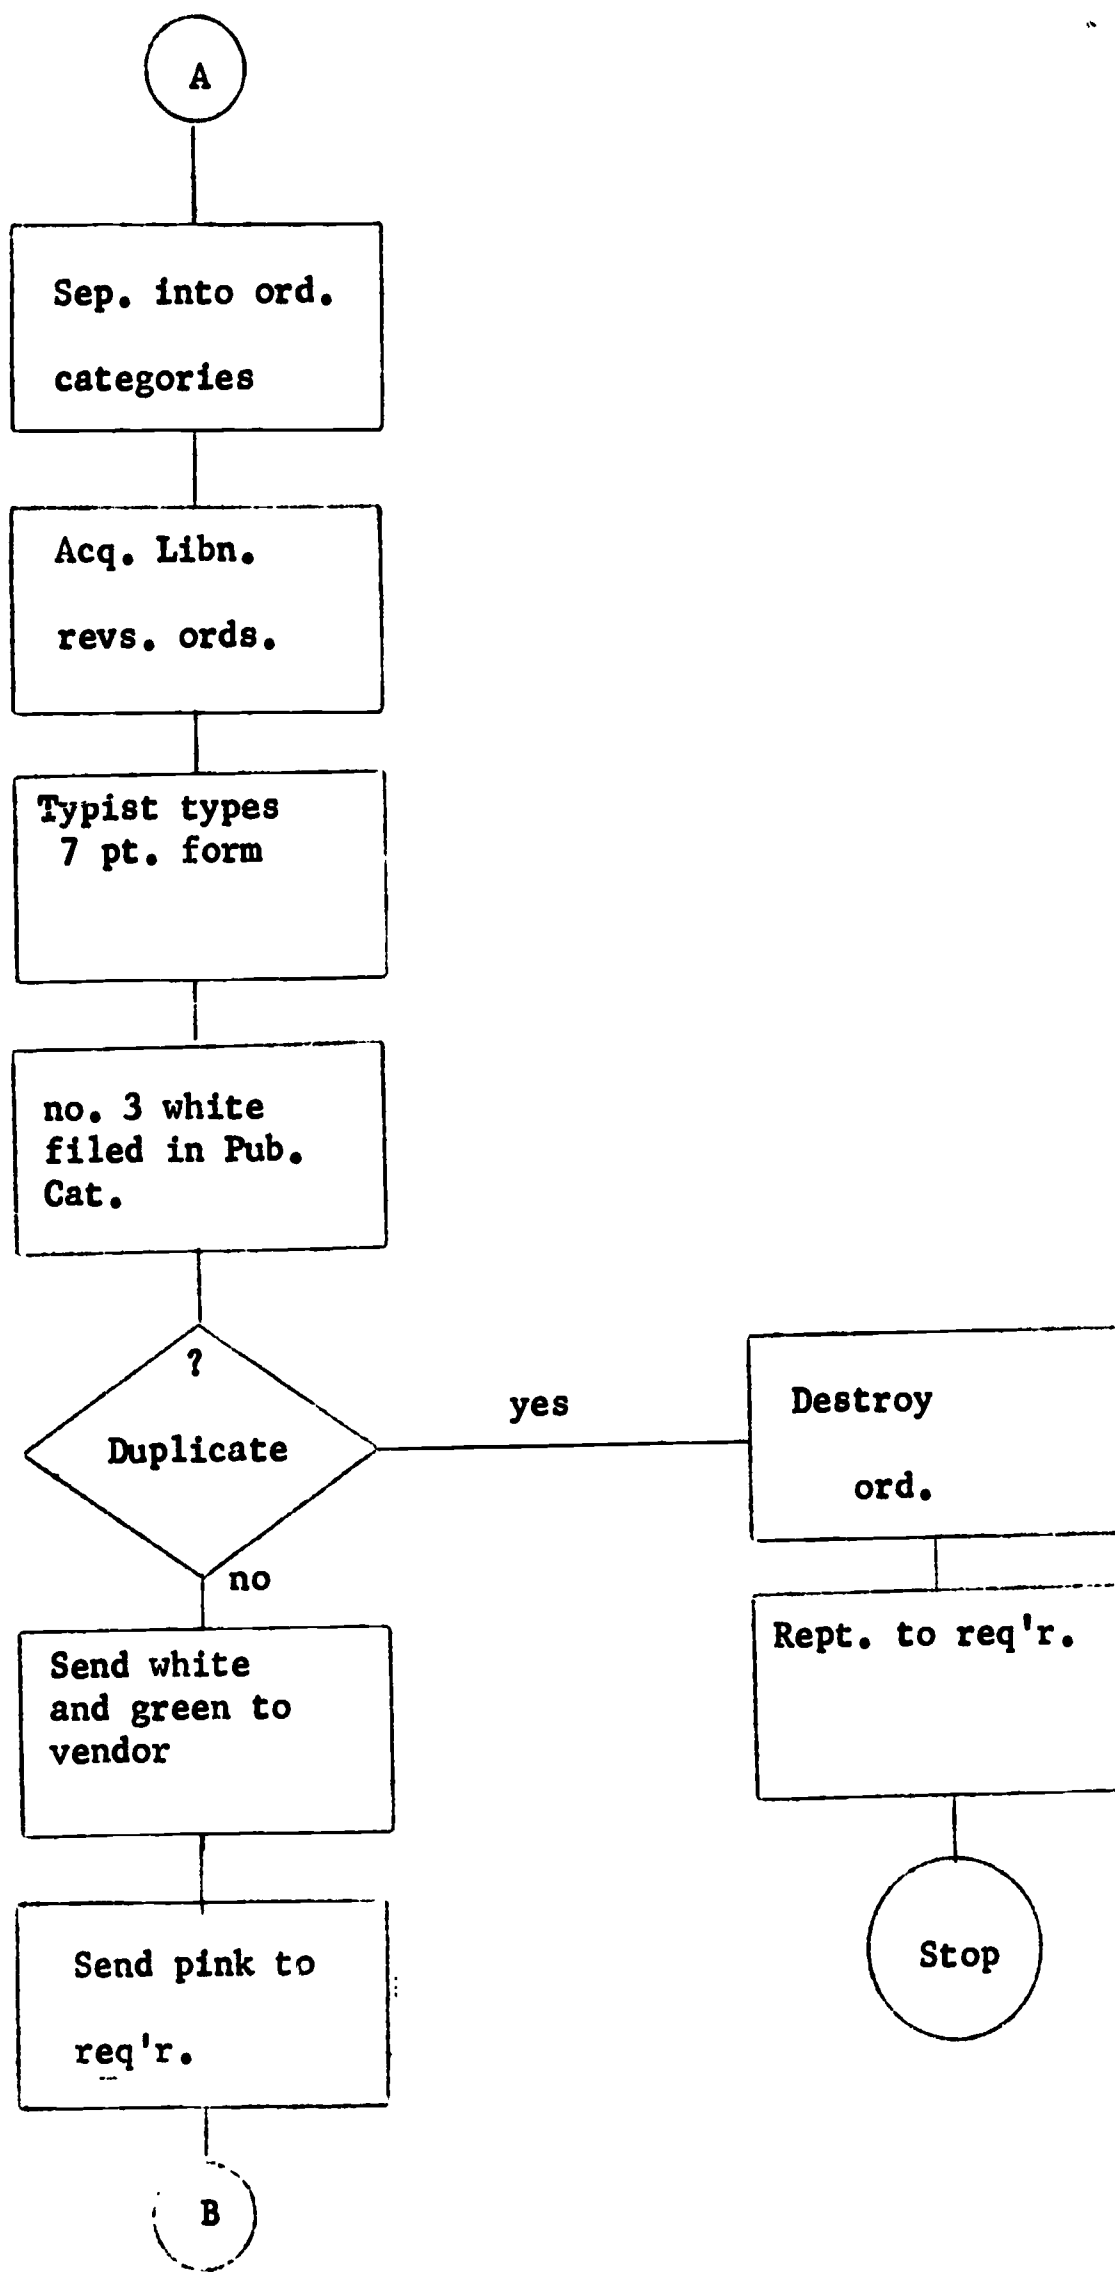 A
Sep. into ord.
categories
Acq. Libn.
revs. ords.
Typist types
7 pt. form
no. 3 white
filed in Pub.
Cat.
?
Duplicate
yes
no
Destroy
ord.
Rept. to req'r.
Stop
Send white
and green to
vendor
Send pink to
req'r.
B